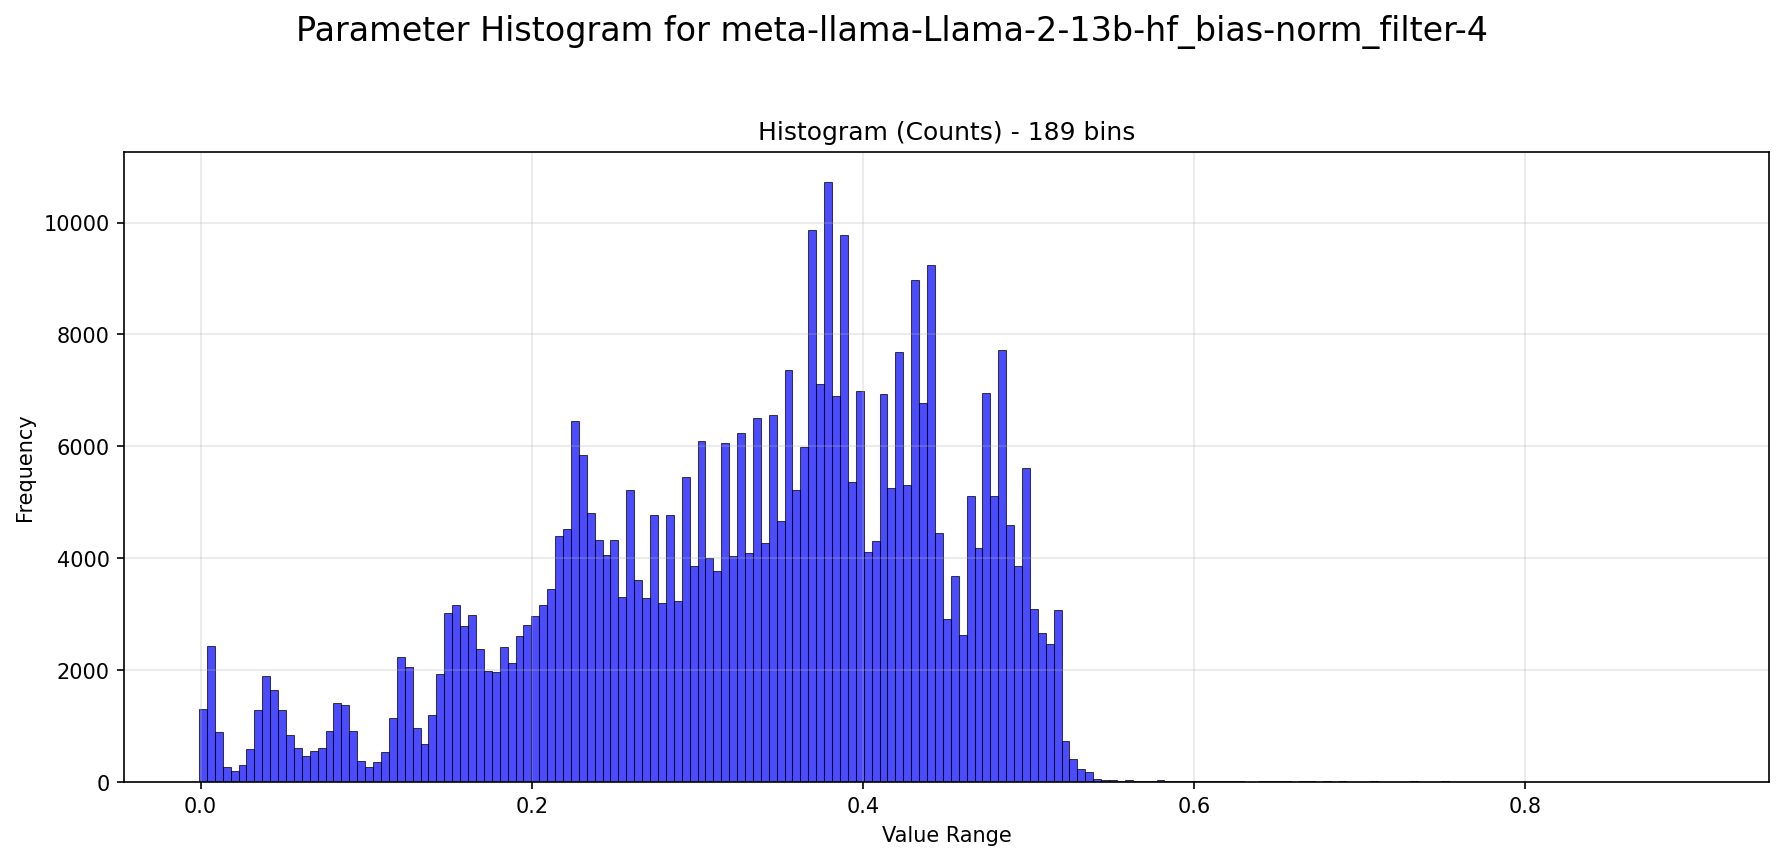 Parameter Histogram for meta-llama-Llama-2-13b-hf_bias-norm_filter-4
Histogram (Counts) - 189 bins
10000
8000
6000
4000
2000
0
Frequency
0.0 0.2 0.4 0.6 0.8
Value Range